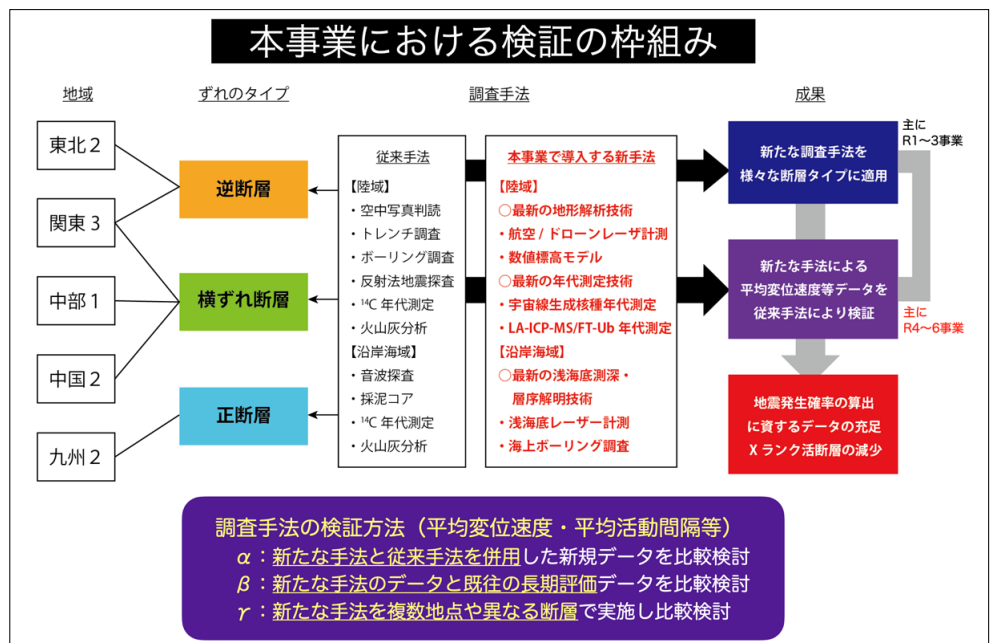 本事業における検証の枠組み
地域
ずれのタイプ
調査手法
成果
東北2
関東3
中部1
中国2
九州2
逆断層
横ずれ断層
正断層
従来手法
【陸域】
・空中写真判読
・トレンチ調査
・ボーリング調査
・反射法地震探査
・¹⁴C 年代測定
・火山灰分析
【沿岸海域】
・音波探査
・採泥コア
・¹⁴C 年代測定
・火山灰分析
本事業で導入する新手法
【陸域】
○最新の地形解析技術
・航空 / ドローンレーザ計測
・数値標高モデル
○最新の年代測定技術
・宇宙線生成核種年代測定
・LA-ICP-MS/FT-Ub 年代測定
【沿岸海域】
○最新の浅海底測深・
層序解明技術
・浅海底レーザー計測
・海上ボーリング調査
新たな調査手法を
様々な断層タイプに適用
主に
R1〜3事業
新たな手法による
平均変位速度等データを
従来手法により検証
主に
R4〜6事業
地震発生確率の算出
に資するデータの充足
X ランク活断層の減少
調査手法の検証方法（平均変位速度・平均活動間隔等）
α：新たな手法と従来手法を併用した新規データを比較検討
β：新たな手法のデータと既往の長期評価データを比較検討
γ：新たな手法を複数地点や異なる断層で実施し比較検討